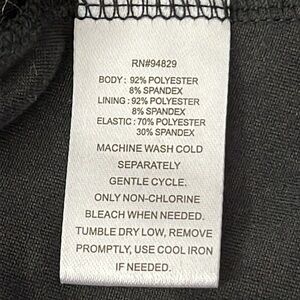 RN#94829
BODY: 92% POLYESTER
8% SPANDEX
LINING: 92% POLYESTER
8% SPANDEX
ELASTIC: 70% POLYESTER
30% SPANDEX
MACHINE WASH COLD
SEPARATELY
GENTLE CYCLE.
ONLY NON-CHLORINE
BLEACH WHEN NEEDED.
TUMBLE DRY LOW, REMOVE
PROMPTLY, USE COOL IRON
IF NEEDED.